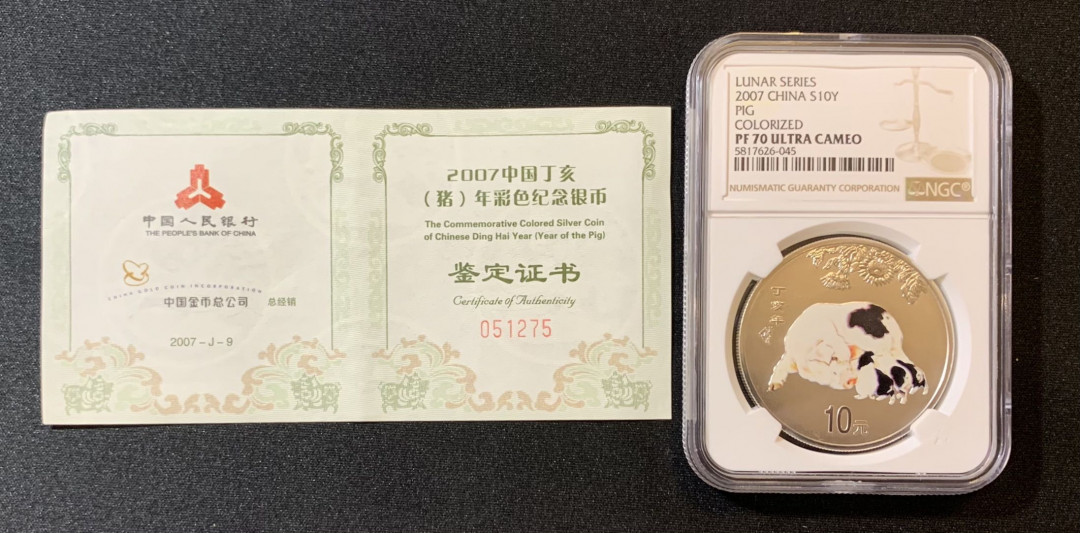 中国人民银行
THE PEOPLE'S BANK OF CHINA
CHINA GOLD COIN INCORPORATION
中国金币总公司 总经销
2007-J-9
2007中国丁亥
(猪)年彩色纪念银币
The Commemorative Colored Silver Coin
of Chinese Ding Hai Year (Year of the Pig)
鉴定证书
Certificate of Authenticity
051275
LUNAR SERIES
2007 CHINA S10Y
PIG
COLORIZED
PF 70 ULTRA CAMEO
5817626-045
NUMISMATIC GUARANTY CORPORATION NGC®
丁亥年
10元